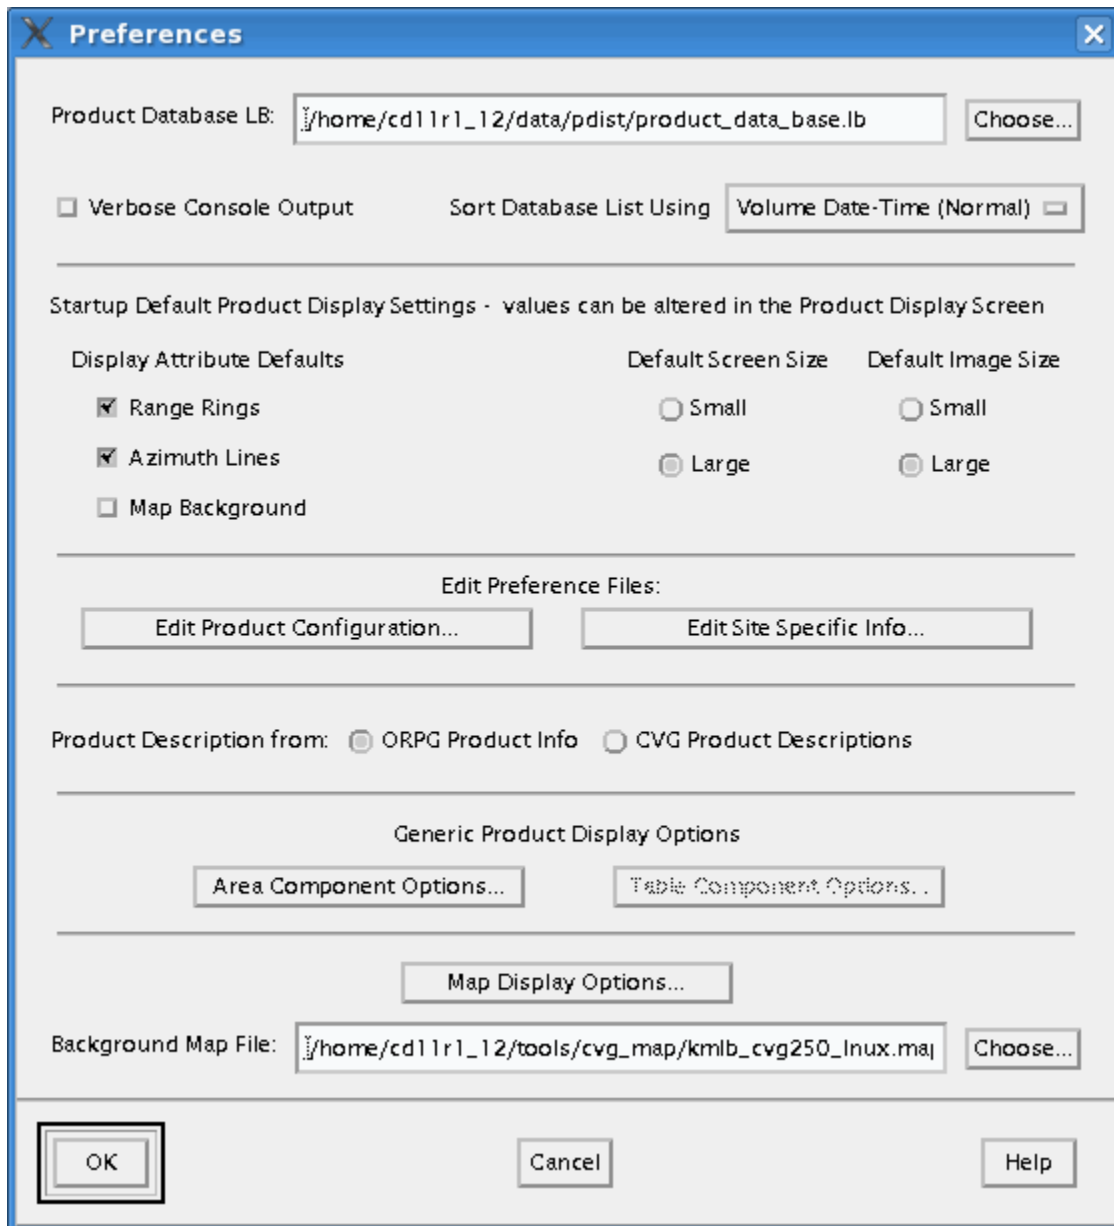 Preferences
Product Database LB: /home/cd11r1_12/data/pdist/product_data_base.lb Choose...
Verbose Console Output Sort Database List Using Volume Date-Time (Normal)
Startup Default Product Display Settings - values can be altered in the Product Display Screen
Display Attribute Defaults Default Screen Size Default Image Size
Range Rings Small Small
Azimuth Lines Large Large
Map Background
Edit Preference Files:
Edit Product Configuration... Edit Site Specific Info...
Product Description from: ORPG Product Info CVG Product Descriptions
Generic Product Display Options
Area Component Options... Table Component Options...
Map Display Options...
Background Map File: /home/cd11r1_12/tools/cvg_map/kmlb_cvg250_lnux.map Choose...
OK Cancel Help